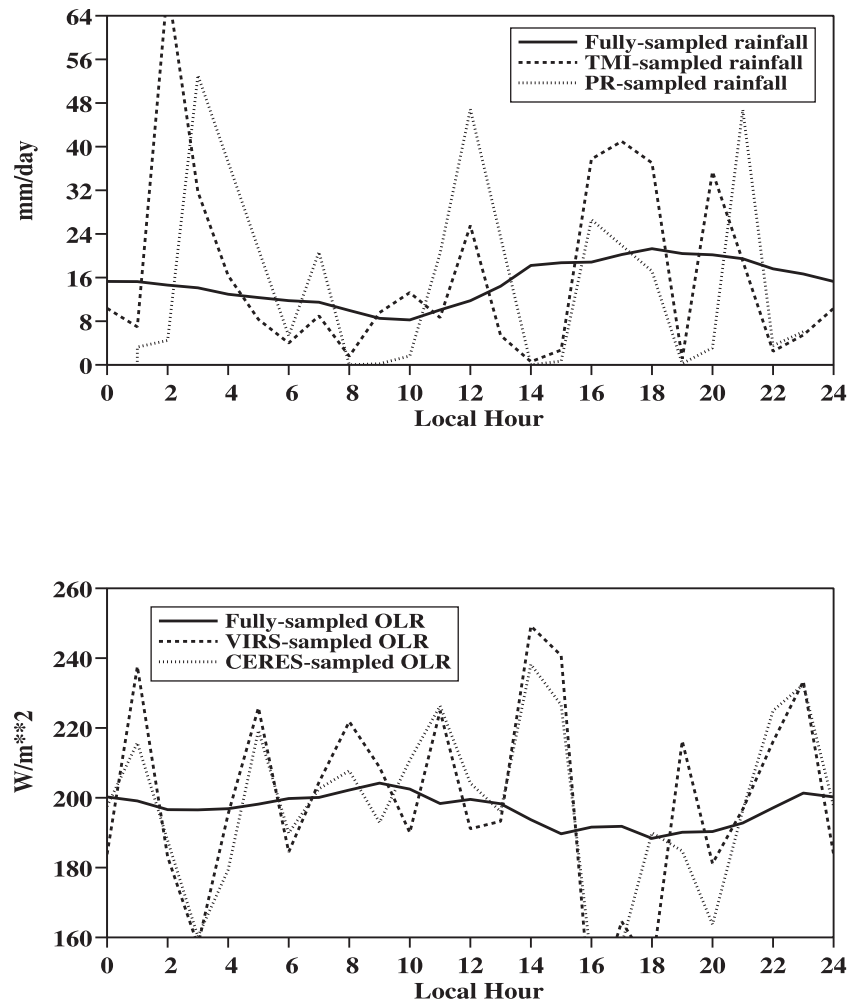 64
56
48
40
32
24
16
8
0
mm/day
Fully-sampled rainfall
TMI-sampled rainfall
PR-sampled rainfall
0 2 4 6 8 10 12 14 16 18 20 22 24
Local Hour
260
240
220
200
180
160
W/m**2
Fully-sampled OLR
VIRS-sampled OLR
CERES-sampled OLR
0 2 4 6 8 10 12 14 16 18 20 22 24
Local Hour